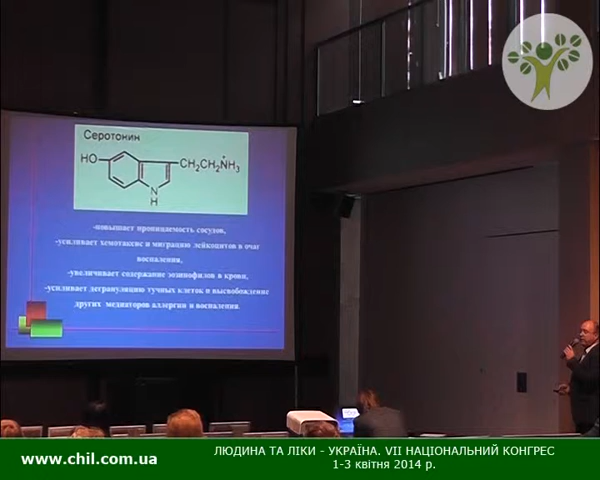 Серотонин
HO
CH₂CH₂N⁺H₃
N
H
-повышает проницаемость сосудов,
-усиливает хемотаксис и миграцию лейкоцитов в очаг
воспаления,
-увеличивает содержание эозинофилов в крови,
-усиливает дегрануляцию тучных клеток и высвобождение
других медиаторов аллергии и воспаления.
www.chil.com.ua
ЛЮДИНА ТА ЛІКИ - УКРАЇНА. VII НАЦІОНАЛЬНИЙ КОНГРЕС
1-3 квітня 2014 р.